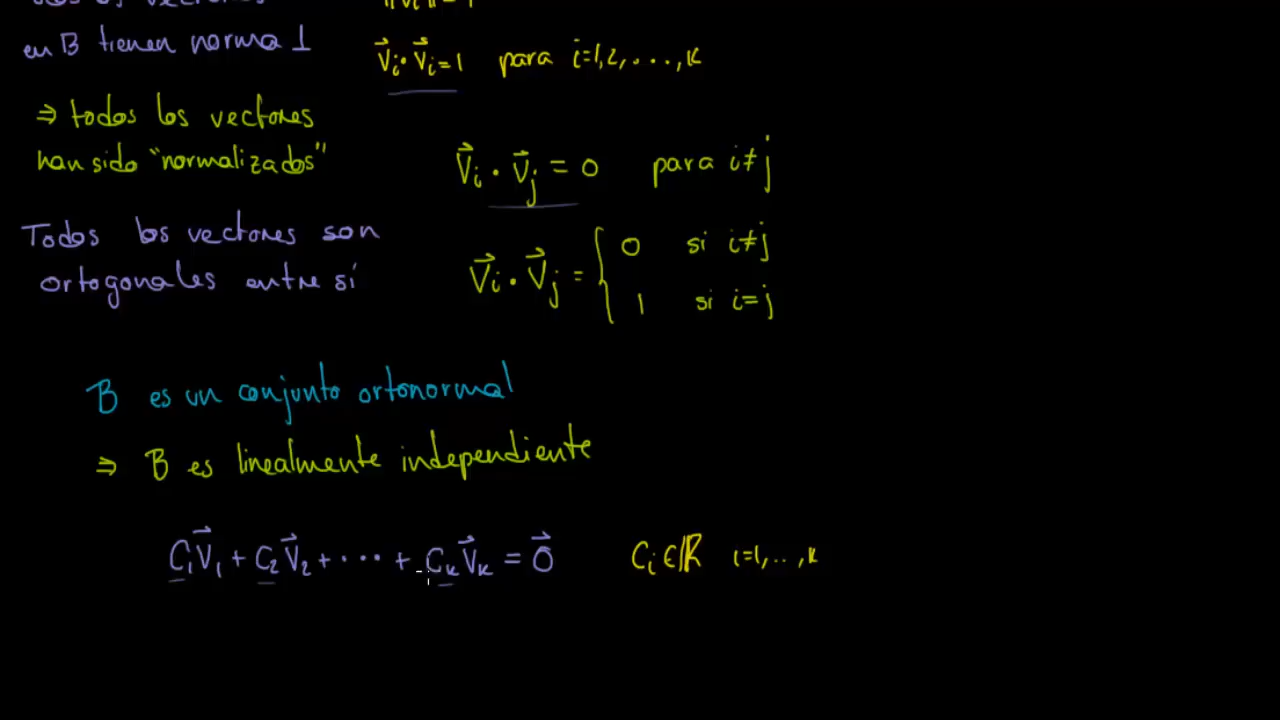 en B tienen norma 1
V⃗i · V⃗i = 1 para i=1,2,....,k
⇒ todos los vectores
han sido "normalizados"
V⃗i · V⃗j = 0 para i≠j
Todos los vectores son
ortogonales entre sí
V⃗i · V⃗j = { 0 si i≠j
1 si i=j
B es un conjunto ortonormal
⇒ B es linealmente independiente
C₁V⃗₁ + C₂V⃗₂ + ··· + CₖV⃗ₖ = 0⃗ Cᵢ∈ℝ i=1,..,k